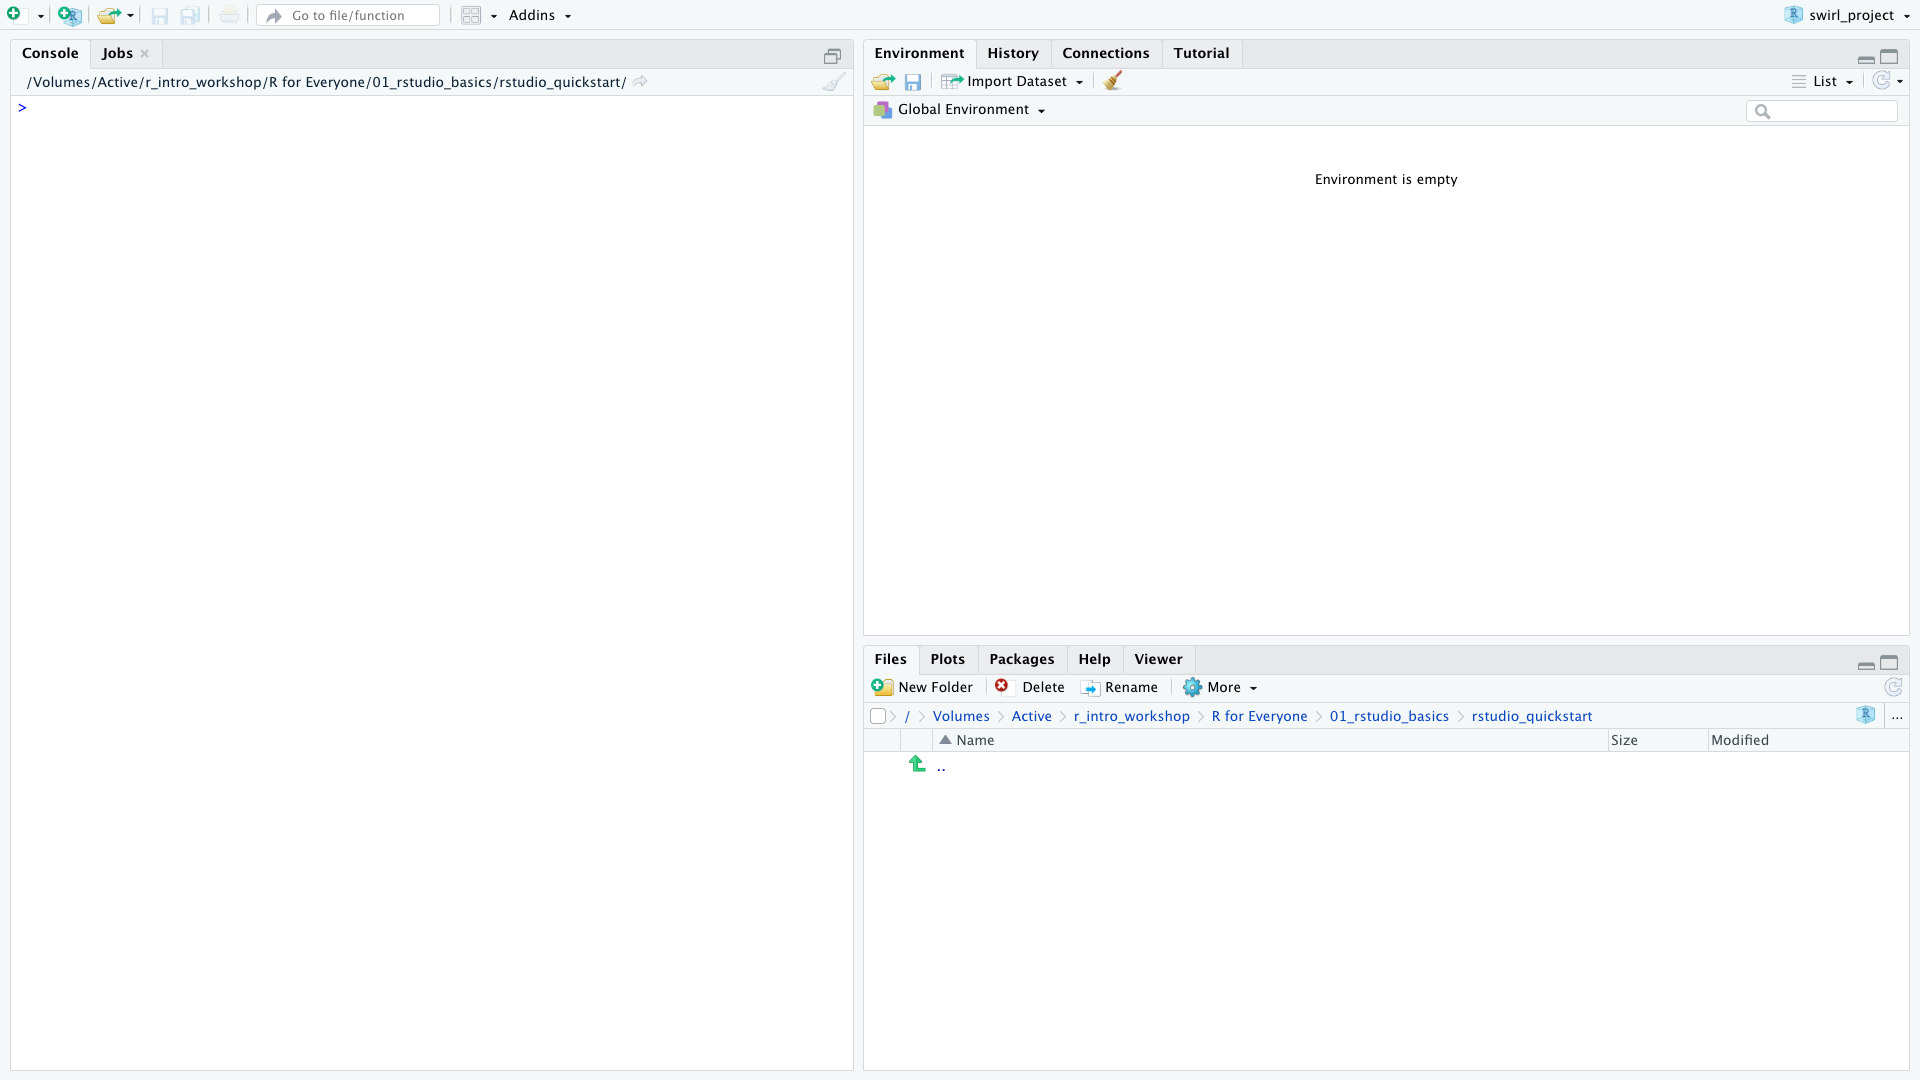 Go to file/function
Addins
swirl_project
Console Jobs
/Volumes/Active/r_intro_workshop/R for Everyone/01_rstudio_basics/rstudio_quickstart/
>
Environment History Connections Tutorial
Import Dataset List
Global Environment
Environment is empty
Files Plots Packages Help Viewer
New Folder Delete Rename More
/ Volumes Active r_intro_workshop R for Everyone 01_rstudio_basics rstudio_quickstart ...
Name Size Modified
..